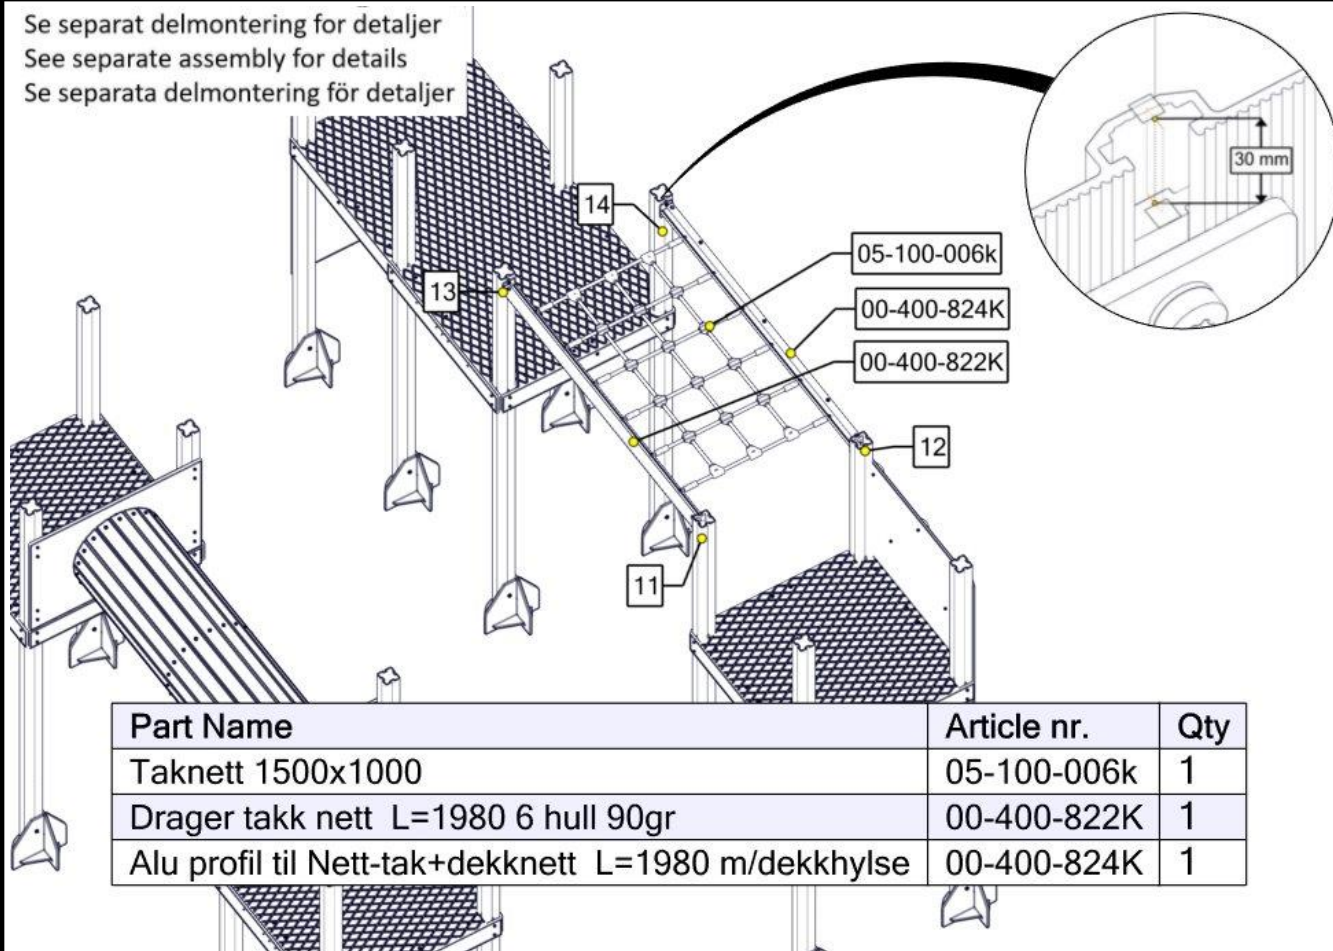 Se separat delmontering for detaljer
See separate assembly for details
Se separata delmontering för detaljer
30 mm
14
05-100-006k
13
00-400-824K
00-400-822K
12
11
Part Name Article nr. Qty
Taknett 1500x1000 05-100-006k 1
Drager takk nett L=1980 6 hull 90gr 00-400-822K 1
Alu profil til Nett-tak+dekknett L=1980 m/dekkhylse 00-400-824K 1